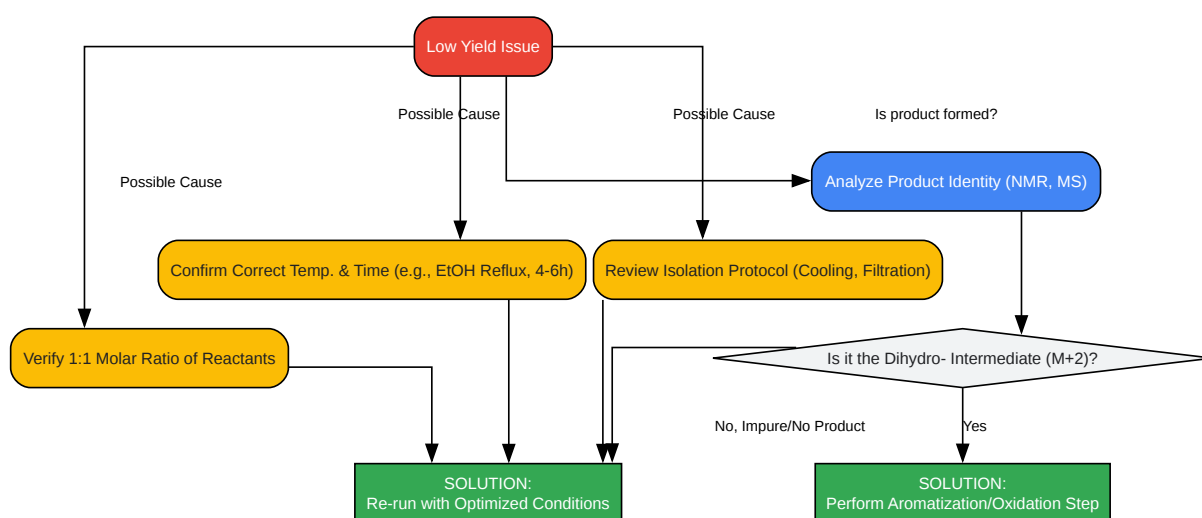 Low Yield Issue
Possible Cause
Possible Cause
Is product formed?
Possible Cause
Analyze Product Identity (NMR, MS)
Confirm Correct Temp. & Time (e.g., EtOH Reflux, 4-6h)
Review Isolation Protocol (Cooling, Filtration)
Verify 1:1 Molar Ratio of Reactants
Is it the Dihydro- Intermediate (M+2)?
No, Impure/No Product
Yes
SOLUTION:
Re-run with Optimized Conditions
SOLUTION:
Perform Aromatization/Oxidation Step